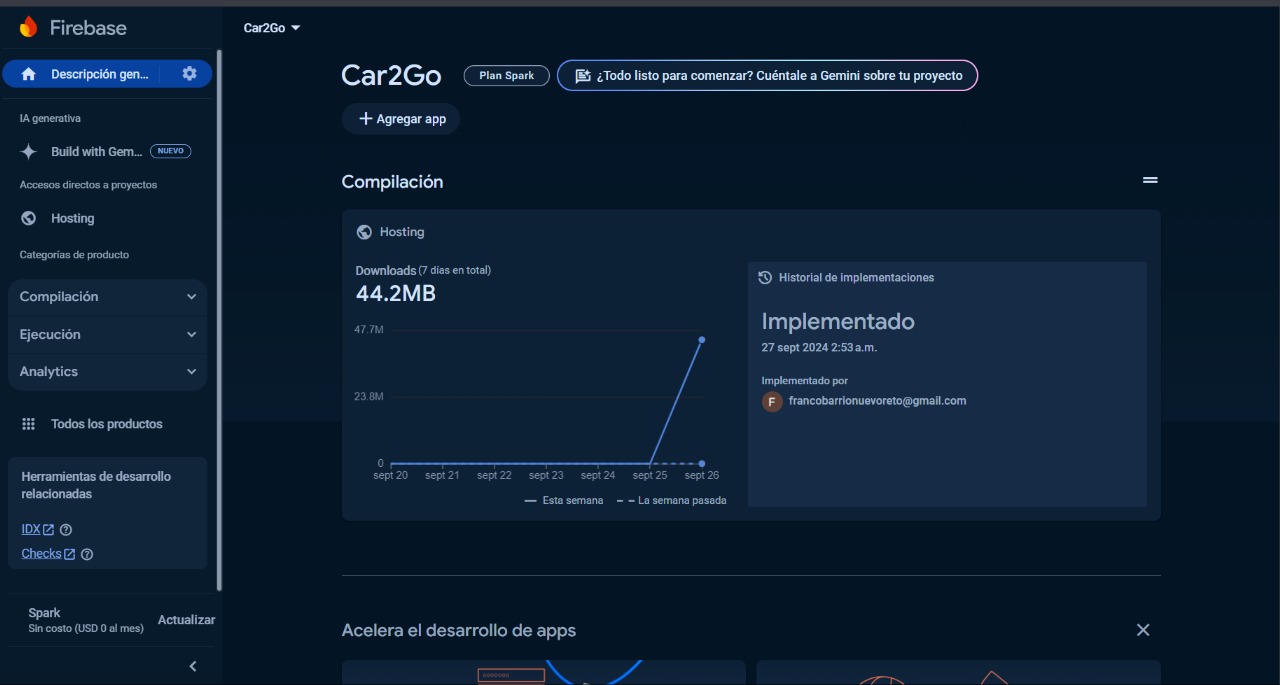 Firebase
Descripción gen...
IA generativa
Build with Gem... NUEVO
Accesos directos a proyectos
Hosting
Categorías de producto
Compilación
Ejecución
Analytics
Todos los productos
Herramientas de desarrollo
relacionadas
IDX
Checks
Spark
Sin costo (USD 0 al mes)
Actualizar
Car2Go
Car2Go
Plan Spark
¿Todo listo para comenzar? Cuéntale a Gemini sobre tu proyecto
Agregar app
Compilación
Hosting
Downloads (7 días en total)
44.2MB
47.7M
23.8M
0
sept 20 sept 21 sept 22 sept 23 sept 24 sept 25 sept 26
Esta semana La semana pasada
Historial de implementaciones
Implementado
27 sept 2024 2:53 a.m.
Implementado por
F francobarrionuevoreto@gmail.com
Acelera el desarrollo de apps